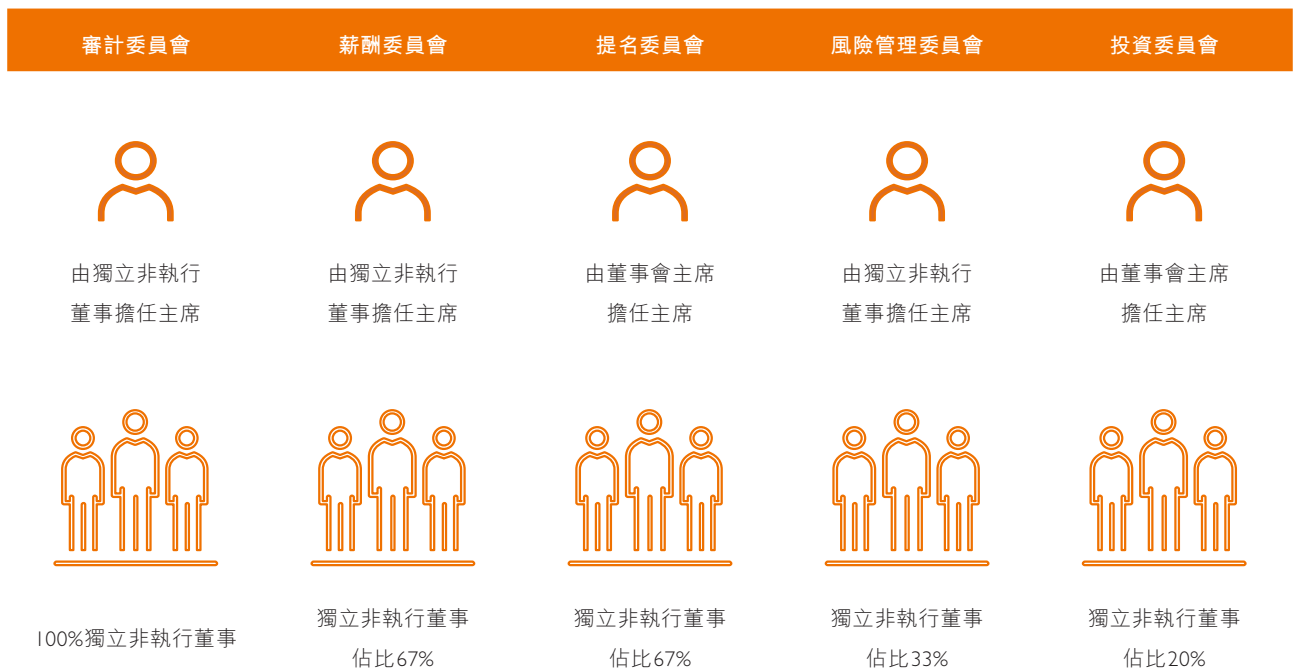 審計委員會
薪酬委員會
提名委員會
風險管理委員會
投資委員會
由獨立非執行
董事擔任主席
由獨立非執行
董事擔任主席
由董事會主席
擔任主席
由獨立非執行
董事擔任主席
由董事會主席
擔任主席
100%獨立非執行董事
獨立非執行董事
佔比67%
獨立非執行董事
佔比67%
獨立非執行董事
佔比33%
獨立非執行董事
佔比20%